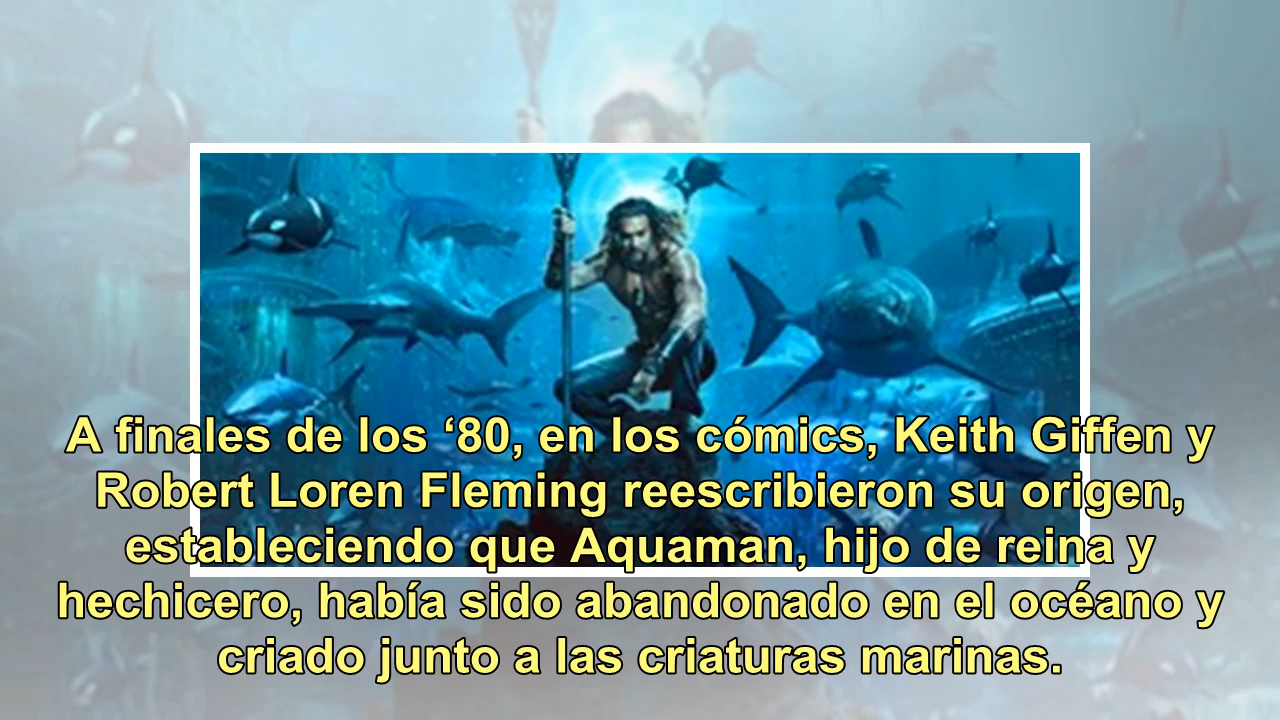 A finales de los ‘80, en los cómics, Keith Giffen y
Robert Loren Fleming reescribieron su origen,
estableciendo que Aquaman, hijo de reina y
hechicero, había sido abandonado en el océano y
criado junto a las criaturas marinas.